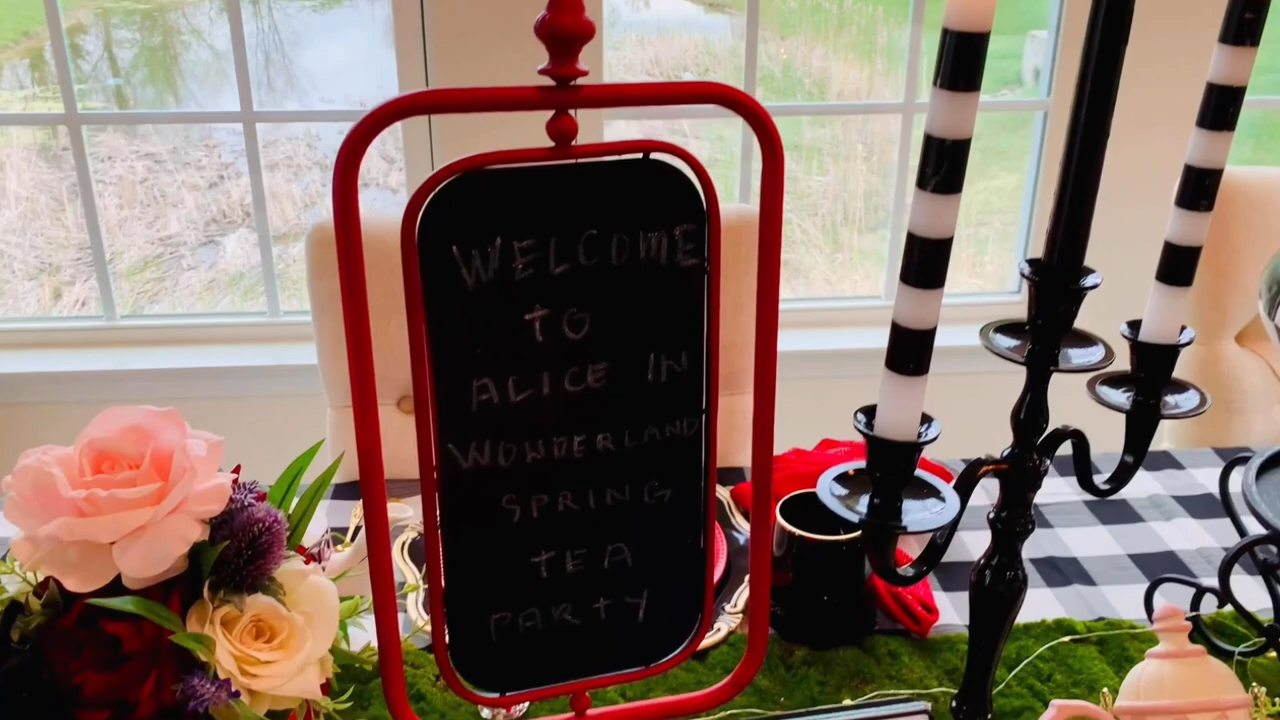 WELCOME
TO
ALICE IN
WONDERLAND
SPRING
TEA
PARTY